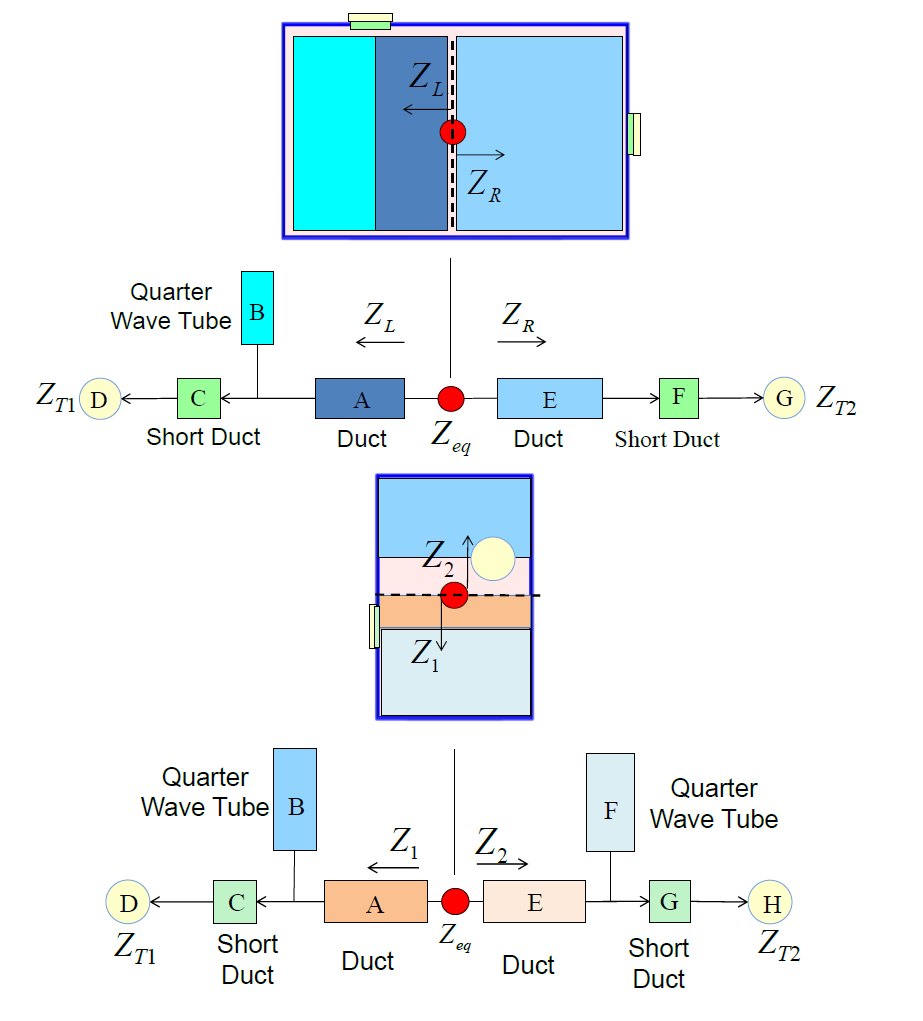 Z_L
Z_R
Quarter
Wave Tube
B
Z_L
Z_R
Z_T1
D
C
A
E
F
G
Z_T2
Short Duct
Duct
Z_eq
Duct
Short Duct
Z_2
Z_1
Quarter
Wave Tube
B
F
Quarter
Wave Tube
Z_1
Z_2
D
C
A
E
G
H
Z_T1
Short
Duct
Duct
Z_eq
Duct
Short
Duct
Z_T2